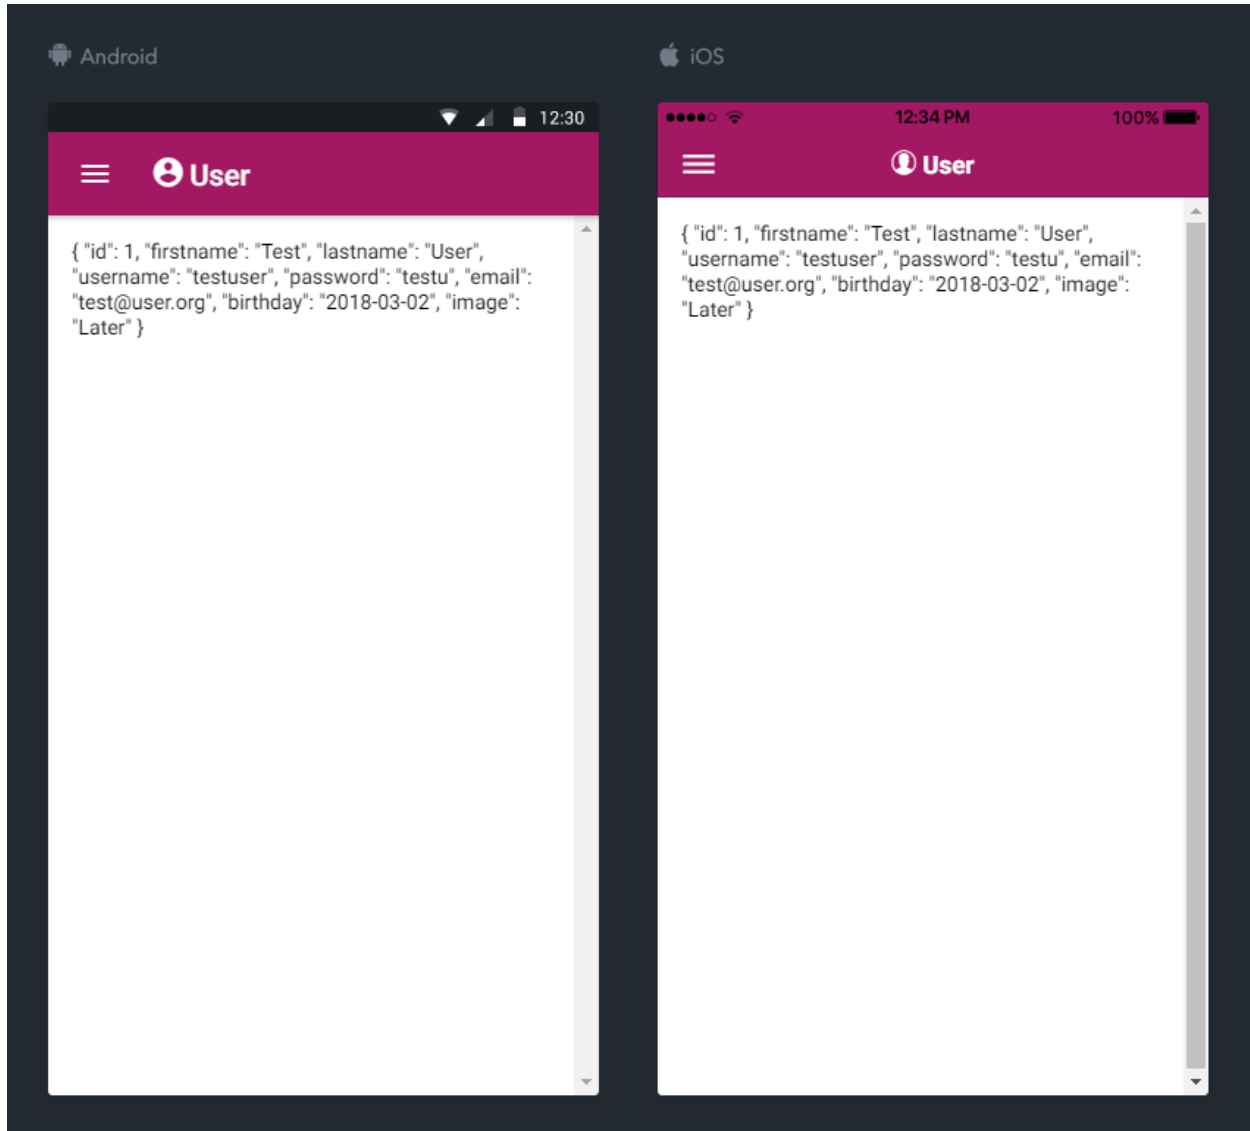 Android
12:30
User
{ "id": 1, "firstname": "Test", "lastname": "User",
"username": "testuser", "password": "testu", "email":
"test@user.org", "birthday": "2018-03-02", "image":
"Later" }
iOS
12:34 PM
100%
User
{ "id": 1, "firstname": "Test", "lastname": "User",
"username": "testuser", "password": "testu", "email":
"test@user.org", "birthday": "2018-03-02", "image":
"Later" }